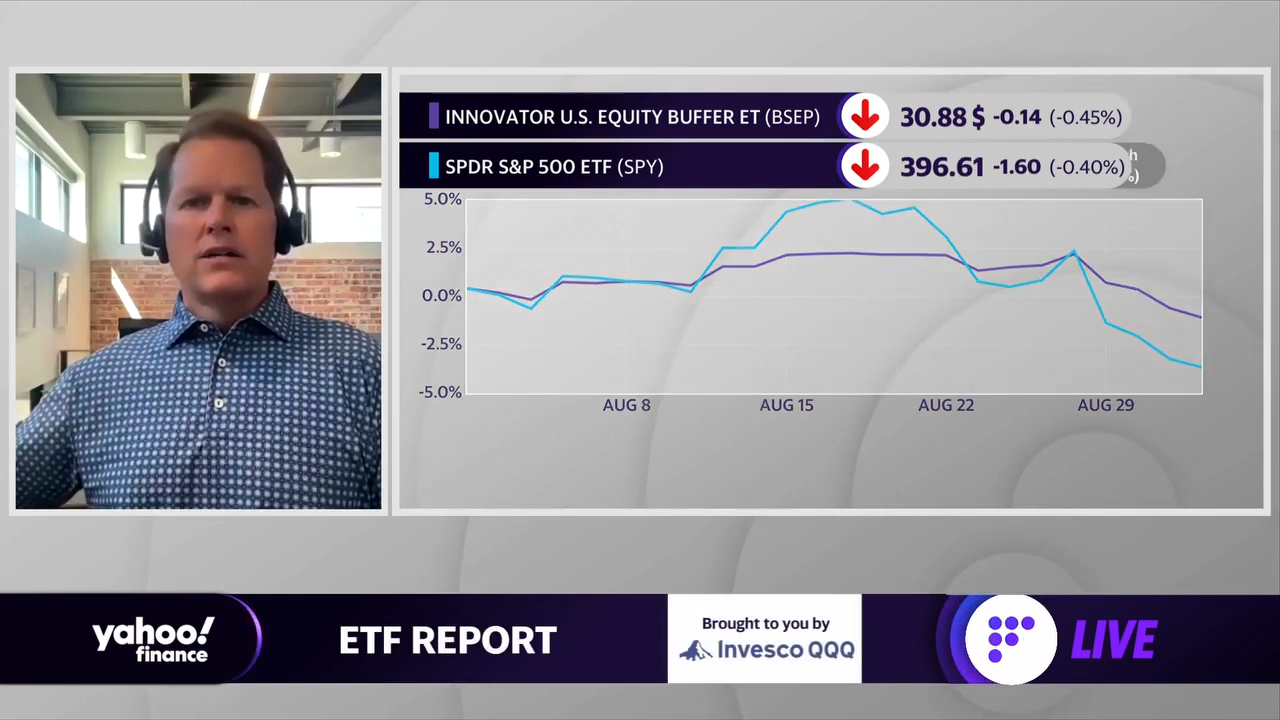 INNOVATOR U.S. EQUITY BUFFER ET (BSEP) 30.88 $ -0.14 (-0.45%)
SPDR S&P 500 ETF (SPY) 396.61 -1.60 (-0.40%)
h
%)
5.0%
2.5%
0.0%
-2.5%
-5.0%
AUG 8 AUG 15 AUG 22 AUG 29
yahoo!
finance
ETF REPORT
Brought to you by
Invesco QQQ
LIVE